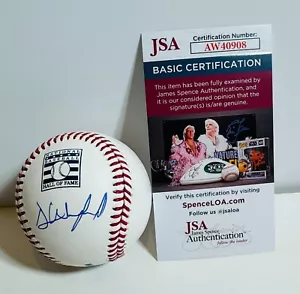 JSA
Certification Number:
AW40908
BASIC CERTIFICATION
This item has been fully examined by
James Spence Authentication, and it
is our considered opinion that the
signature(s) is/are genuine.
NATIONAL
BASEBALL
HALL OF FAME
Verify this certification by visiting
SpenceLOA.com
Follow us @jsaloa
JSA
James Spence
Authentication